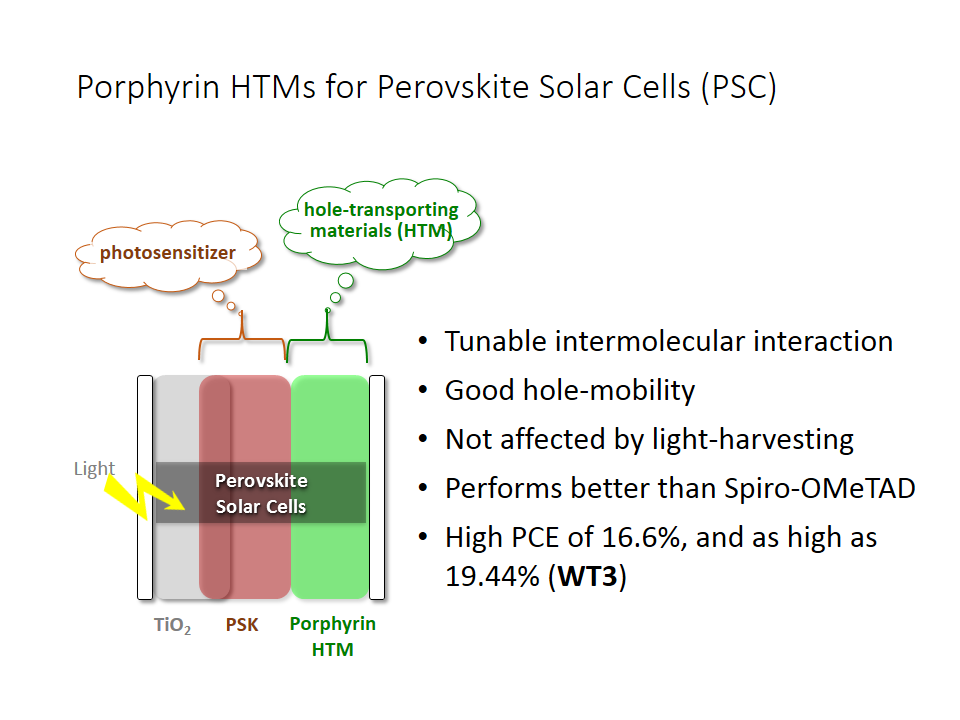 Porphyrin HTMs for Perovskite Solar Cells (PSC)
hole-transporting
materials (HTM)
photosensitizer
• Tunable intermolecular interaction
• Good hole-mobility
• Not affected by light-harvesting
• Performs better than Spiro-OMeTAD
• High PCE of 16.6%, and as high as
19.44% (WT3)
Light
Perovskite
Solar Cells
TiO₂
PSK
Porphyrin
HTM